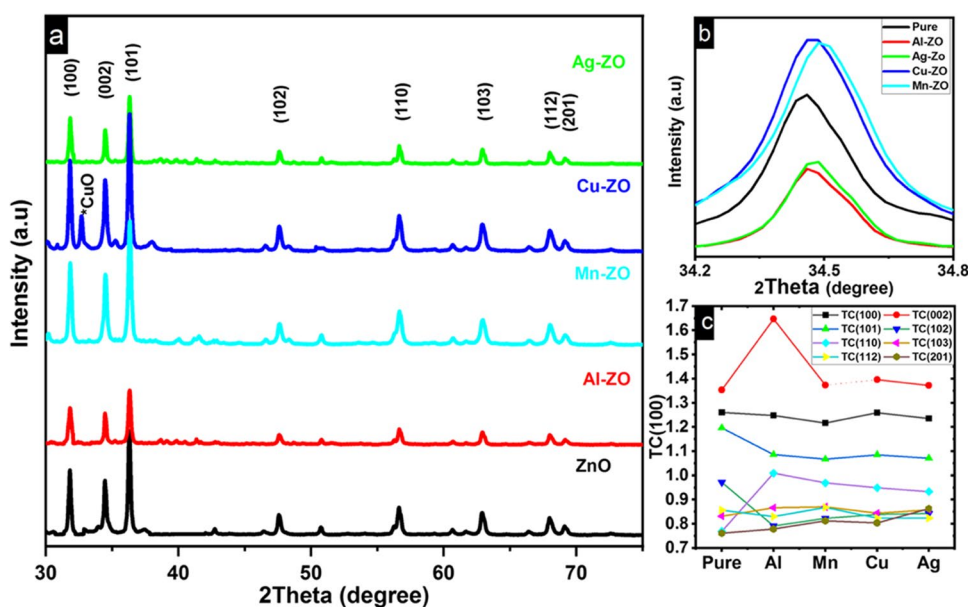 a
(100)
(002)
(101)
*CuO
(102)
(110)
(103)
(112)
(201)
Ag-ZO
Cu-ZO
Mn-ZO
Al-ZO
ZnO
Intensity (a.u)
30
40
50
60
70
2Theta (degree)
b
Pure
Al-ZO
Ag-Zo
Cu-ZO
Mn-ZO
Intensity (a.u)
34.2
34.5
34.8
2Theta (degree)
c
TC(100)
TC(002)
TC(101)
TC(102)
TC(110)
TC(103)
TC(112)
TC(201)
TC(100)
1.7
1.6
1.5
1.4
1.3
1.2
1.1
1.0
0.9
0.8
0.7
Pure
Al
Mn
Cu
Ag